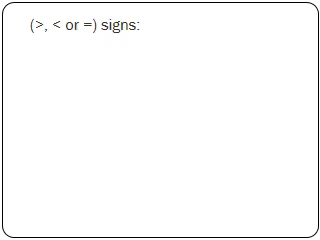 (>, < or =) signs: